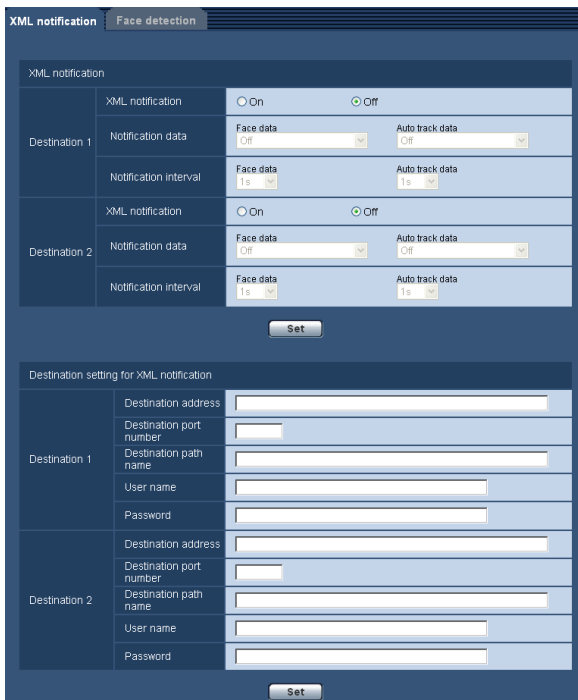 XML notification Face detection
XML notification
Destination 1
XML notification On Off
Notification data
Face data Auto track data
Off Off
Notification interval
Face data Auto track data
1s 1s
Destination 2
XML notification On Off
Notification data
Face data Auto track data
Off Off
Notification interval
Face data Auto track data
1s 1s
Set
Destination setting for XML notification
Destination 1
Destination address
Destination port
number
Destination path
name
User name
Password
Destination 2
Destination address
Destination port
number
Destination path
name
User name
Password
Set